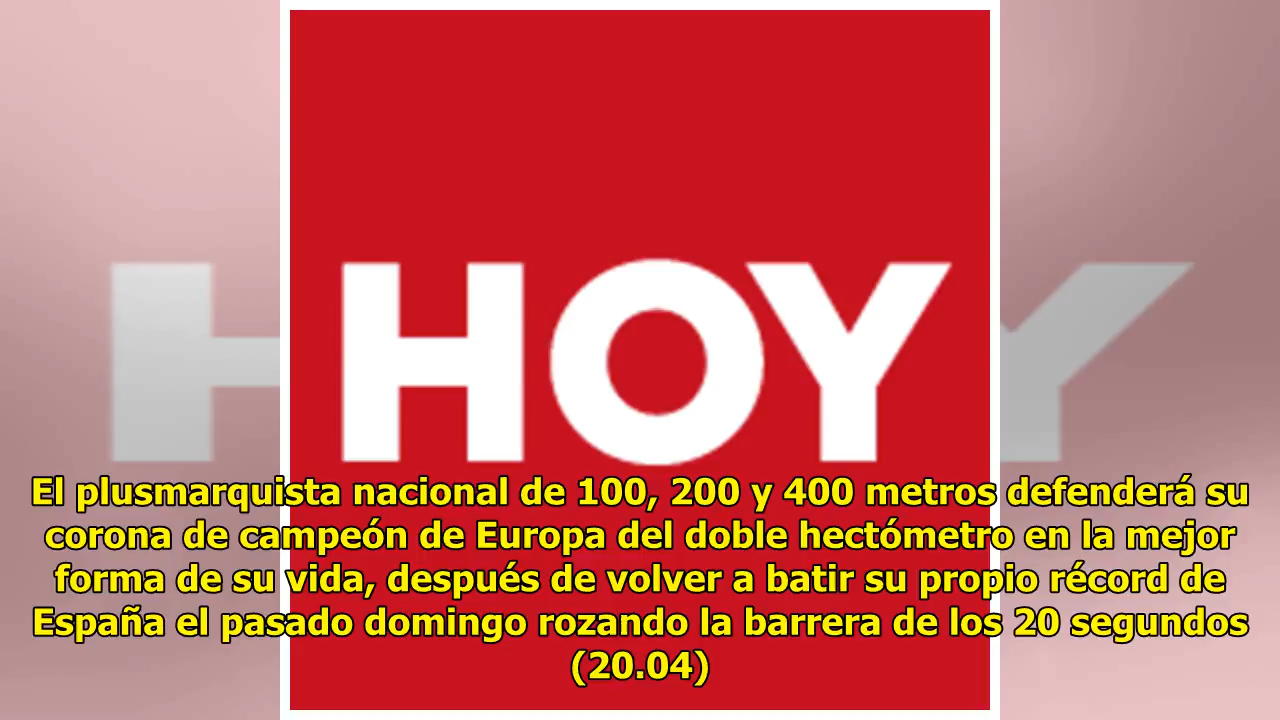 HOY
El plusmarquista nacional de 100, 200 y 400 metros defenderá su
corona de campeón de Europa del doble hectómetro en la mejor
forma de su vida, después de volver a batir su propio récord de
España el pasado domingo rozando la barrera de los 20 segundos
(20.04)